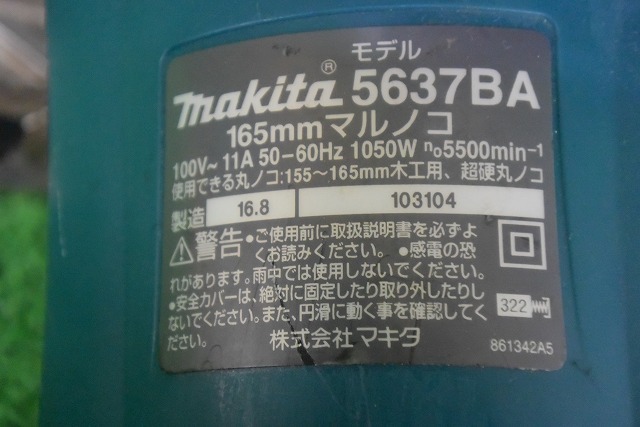 モデル
makita® 5637BA
165mmマルノコ
100V~11A 50-60Hz 1050W n₀5500min⁻¹
使用できる丸ノコ:155~165mm木工用、超硬丸ノコ
製造 16.8 103104
⚠警告 ●ご使用前に取扱説明書を必ずよ
くお読みください。 ●感電の恐
れがあります。雨中では使用しないでください。
●安全カバーは、絶対に固定したり取り外したりし
ないでください。また、円滑に動く事を確認してく
ださい。
322
株式会社マキタ
861342A5